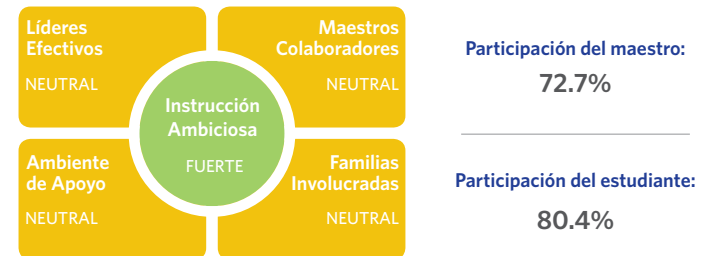 Líderes
Efectivos
NEUTRAL
Maestros
Colaboradores
NEUTRAL
Instrucción
Ambiciosa
FUERTE
Ambiente
de Apoyo
NEUTRAL
Familias
Involucradas
NEUTRAL
Participación del maestro:
72.7%
Participación del estudiante:
80.4%